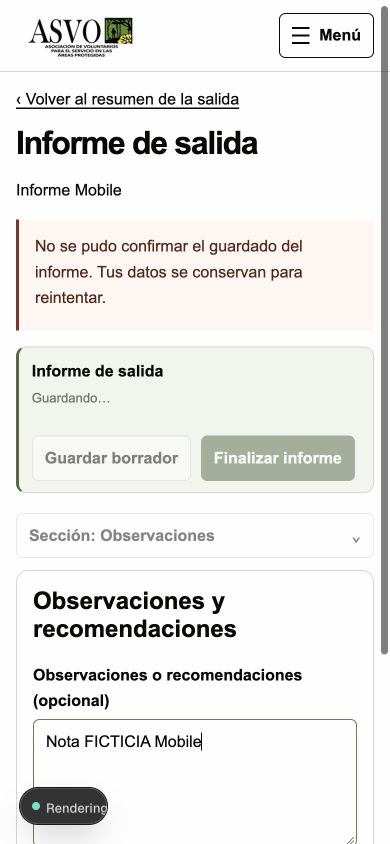 ASVO
ASOCIACIÓN DE VOLUNTARIOS
PARA EL SERVICIO EN LAS
ÁREAS PROTEGIDAS
Menú
‹ Volver al resumen de la salida
Informe de salida
Informe Mobile
No se pudo confirmar el guardado del
informe. Tus datos se conservan para
reintentar.
Informe de salida
Guardando…
Guardar borrador
Finalizar informe
Sección: Observaciones
Observaciones y
recomendaciones
Observaciones o recomendaciones
(opcional)
Nota FICTICIA Mobile
Rendering